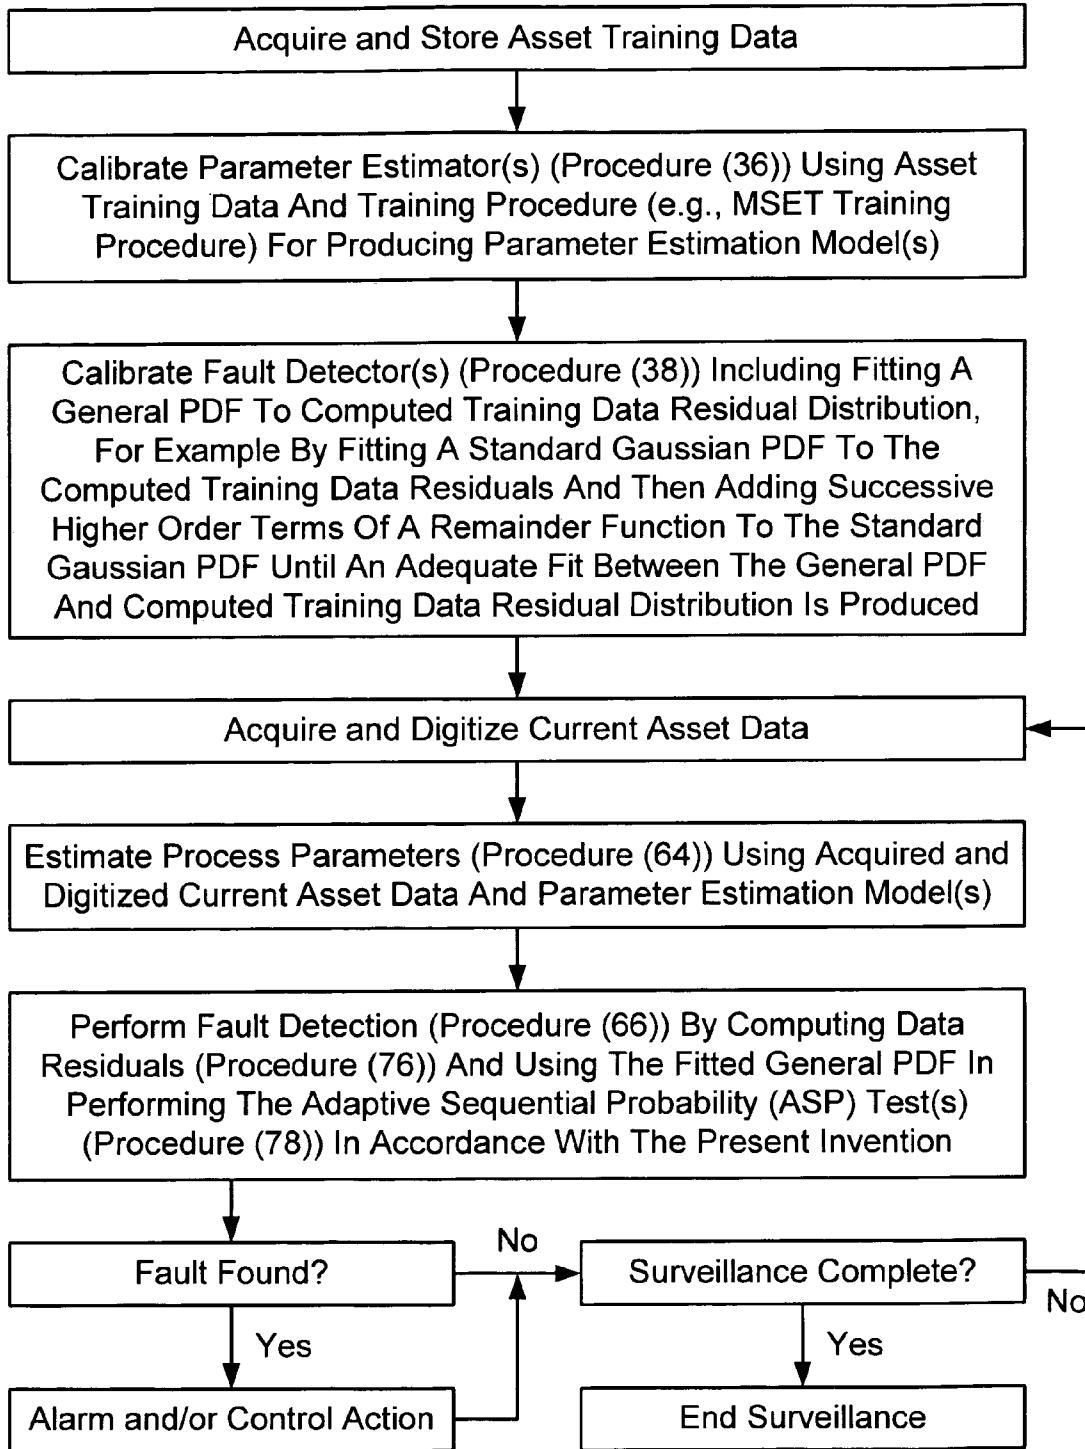 Acquire and Store Asset Training Data
Calibrate Parameter Estimator(s) (Procedure (36)) Using Asset
Training Data And Training Procedure (e.g., MSET Training
Procedure) For Producing Parameter Estimation Model(s)
Calibrate Fault Detector(s) (Procedure (38)) Including Fitting A
General PDF To Computed Training Data Residual Distribution,
For Example By Fitting A Standard Gaussian PDF To The
Computed Training Data Residuals And Then Adding Successive
Higher Order Terms Of A Remainder Function To The Standard
Gaussian PDF Until An Adequate Fit Between The General PDF
And Computed Training Data Residual Distribution Is Produced
Acquire and Digitize Current Asset Data
Estimate Process Parameters (Procedure (64)) Using Acquired and
Digitized Current Asset Data And Parameter Estimation Model(s)
Perform Fault Detection (Procedure (66)) By Computing Data
Residuals (Procedure (76)) And Using The Fitted General PDF In
Performing The Adaptive Sequential Probability (ASP) Test(s)
(Procedure (78)) In Accordance With The Present Invention
Fault Found?
No
Surveillance Complete?
No
Yes
Yes
Alarm and/or Control Action
End Surveillance